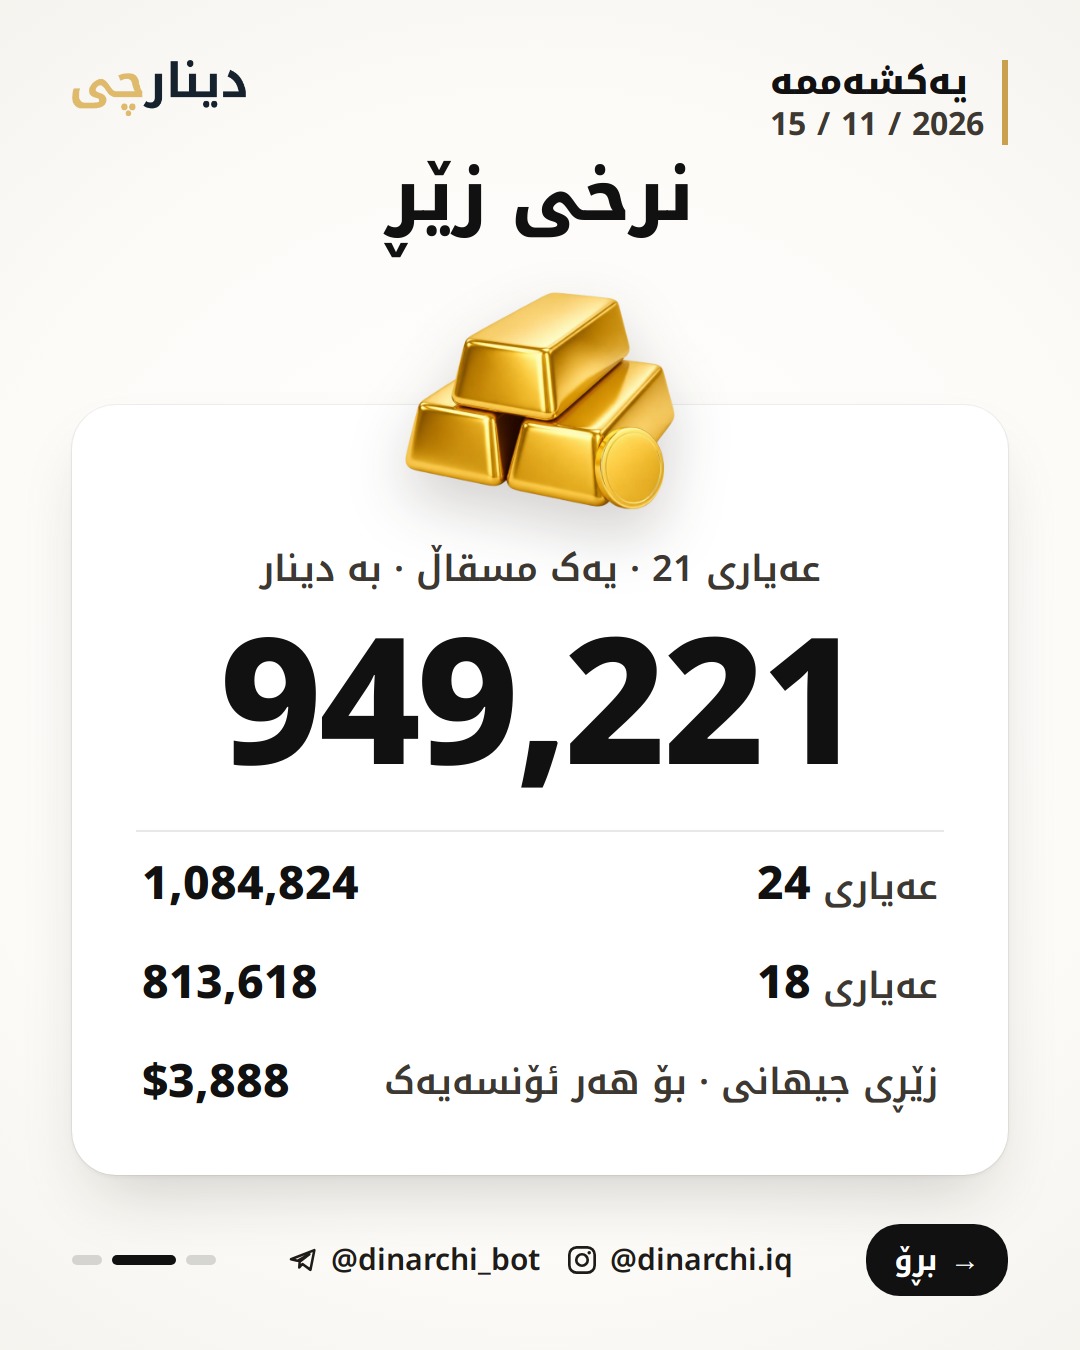 یەکشەممە
15 / 11 / 2026
دینارچی
نرخی زێڕ
عەیاری 21 · یەک مسقاڵ · بە دینار
949,221
عەیاری 24
1,084,824
عەیاری 18
813,618
زێڕی جیهانی · بۆ هەر ئۆنسەیەک
$3,888
بڕۆ →
@dinarchi.iq
@dinarchi_bot